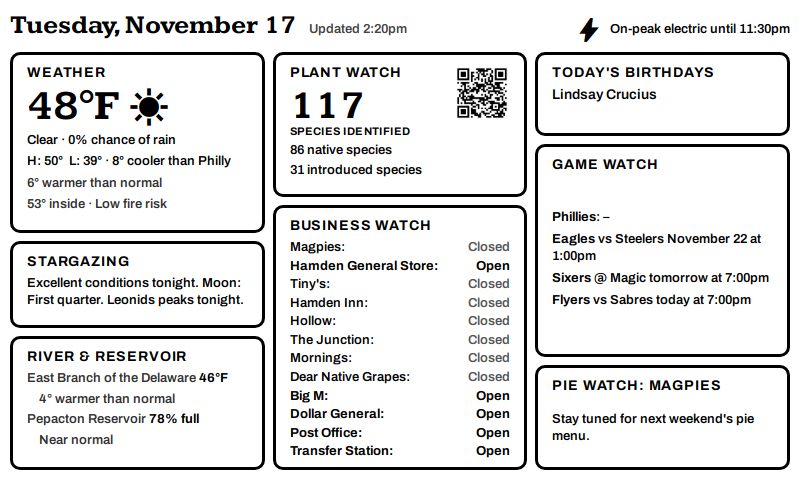 Tuesday, November 17 Updated 2:20pm
On-peak electric until 11:30pm
WEATHER
48°F
Clear · 0% chance of rain
H: 50° L: 39° · 8° cooler than Philly
6° warmer than normal
53° inside · Low fire risk
STARGAZING
Excellent conditions tonight. Moon:
First quarter. Leonids peaks tonight.
RIVER & RESERVOIR
East Branch of the Delaware 46°F
4° warmer than normal
Pepacton Reservoir 78% full
Near normal
PLANT WATCH
117
SPECIES IDENTIFIED
86 native species
31 introduced species
BUSINESS WATCH
Magpies: Closed
Hamden General Store: Open
Tiny's: Closed
Hamden Inn: Closed
Hollow: Closed
The Junction: Closed
Mornings: Closed
Dear Native Grapes: Closed
Big M: Open
Dollar General: Open
Post Office: Open
Transfer Station: Open
TODAY'S BIRTHDAYS
Lindsay Crucius
GAME WATCH
Phillies: –
Eagles vs Steelers November 22 at
1:00pm
Sixers @ Magic tomorrow at 7:00pm
Flyers vs Sabres today at 7:00pm
PIE WATCH: MAGPIES
Stay tuned for next weekend's pie
menu.